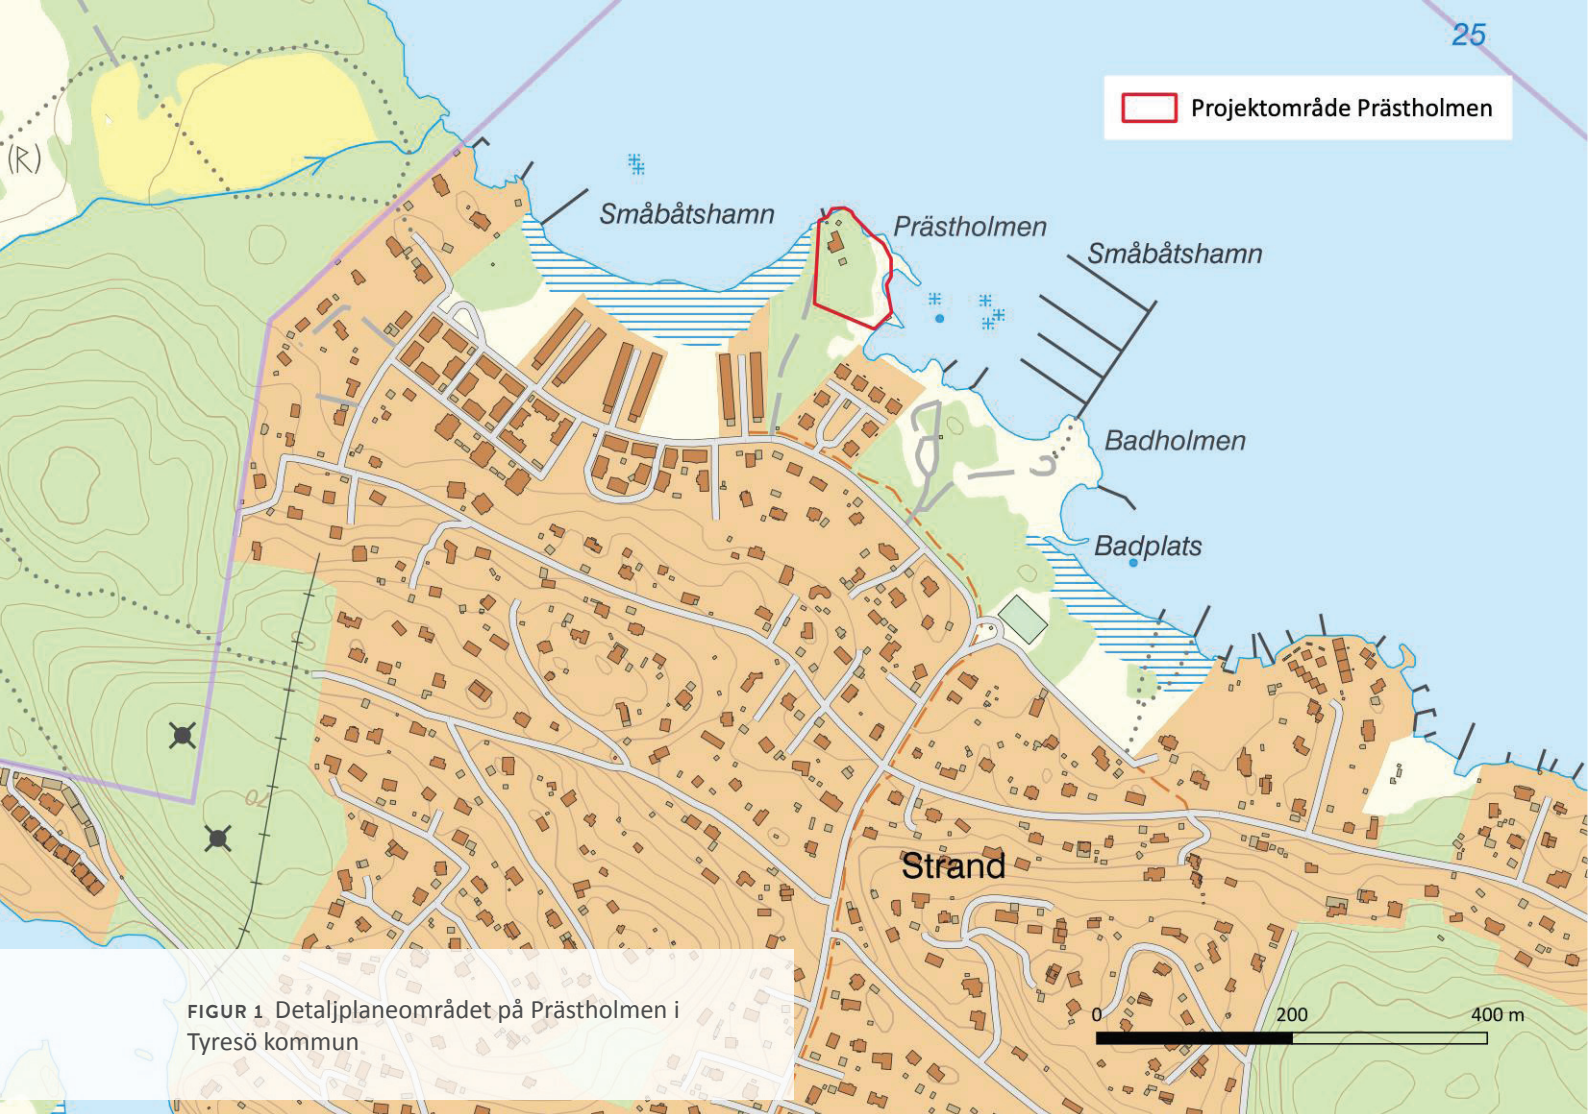 25
Projektområde Prästholmen
(R)
Småbåtshamn
Prästholmen
Småbåtshamn
Badholmen
Badplats
70
Strand
FIGUR 1 Detaljplaneområdet på Prästholmen i
Tyresö kommun
0 200 400 m